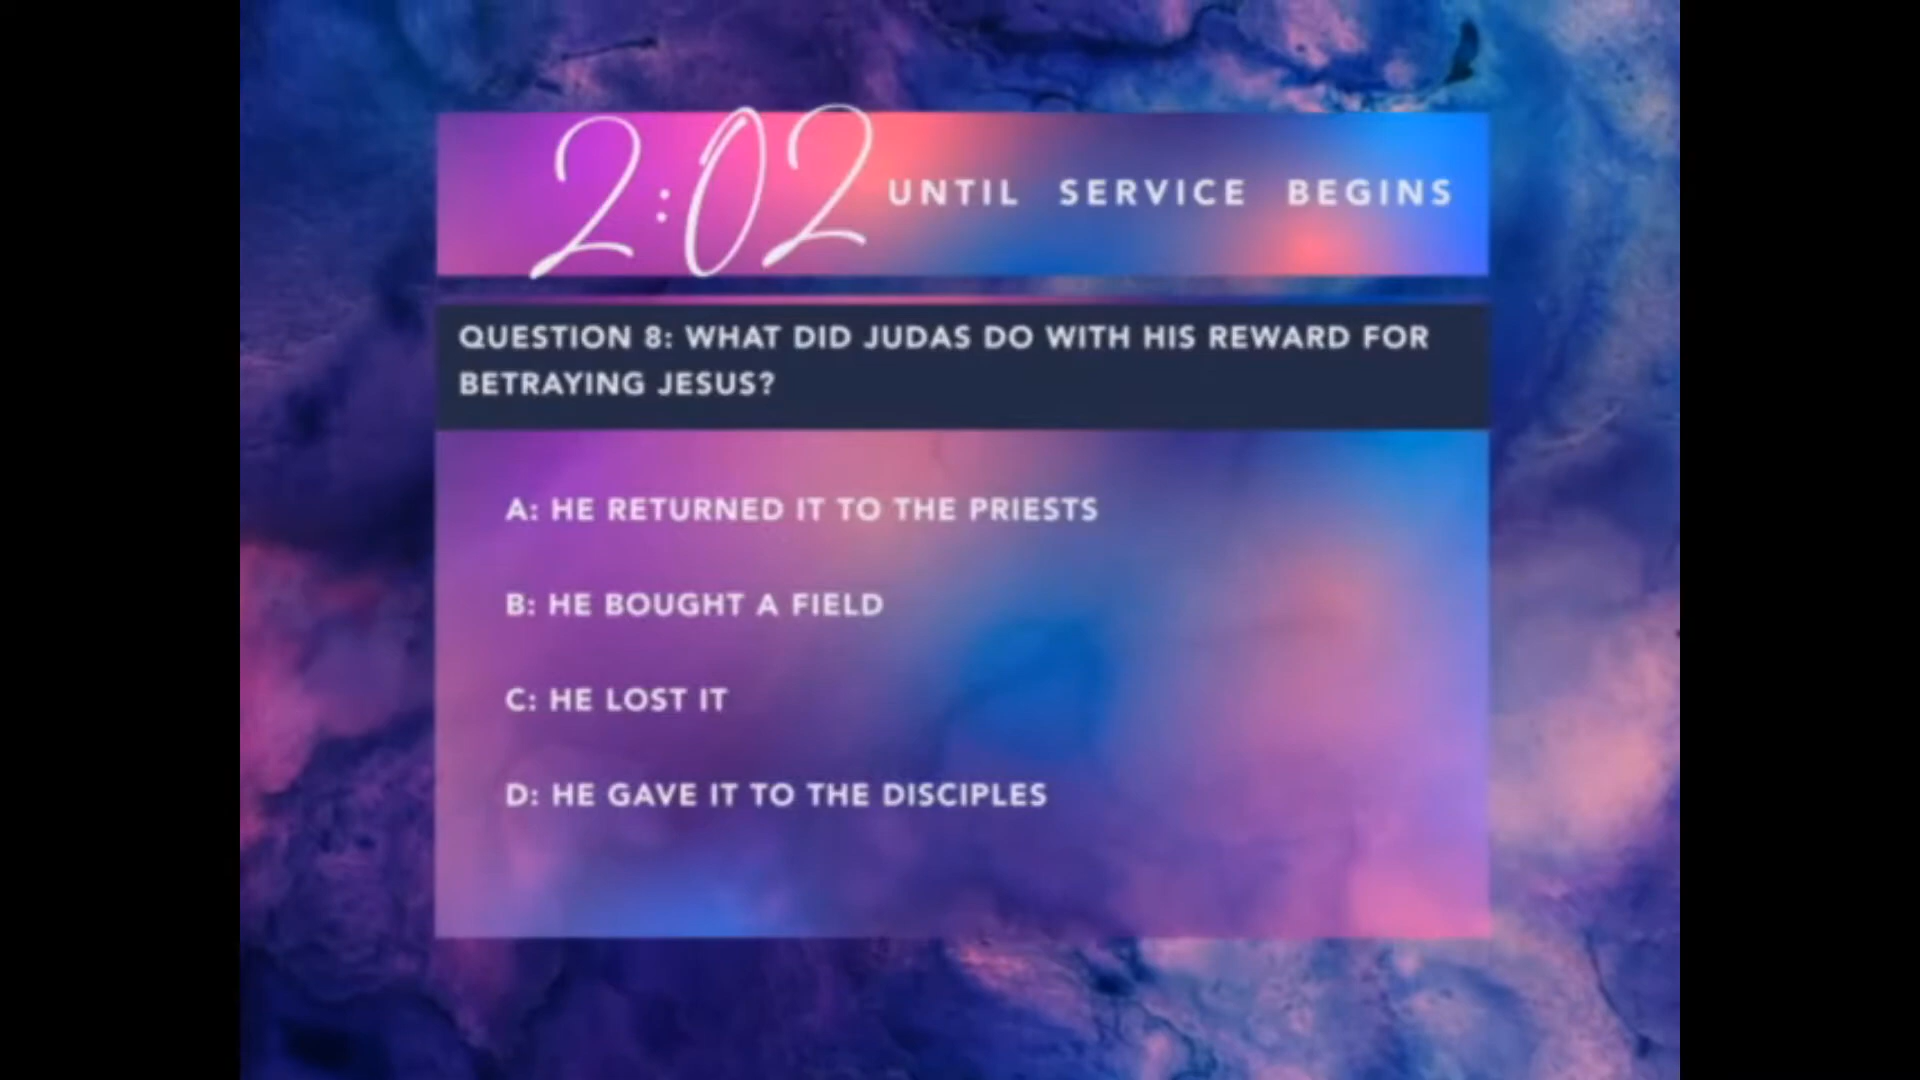 2:02 UNTIL SERVICE BEGINS
QUESTION 8: WHAT DID JUDAS DO WITH HIS REWARD FOR
BETRAYING JESUS?
A: HE RETURNED IT TO THE PRIESTS
B: HE BOUGHT A FIELD
C: HE LOST IT
D: HE GAVE IT TO THE DISCIPLES